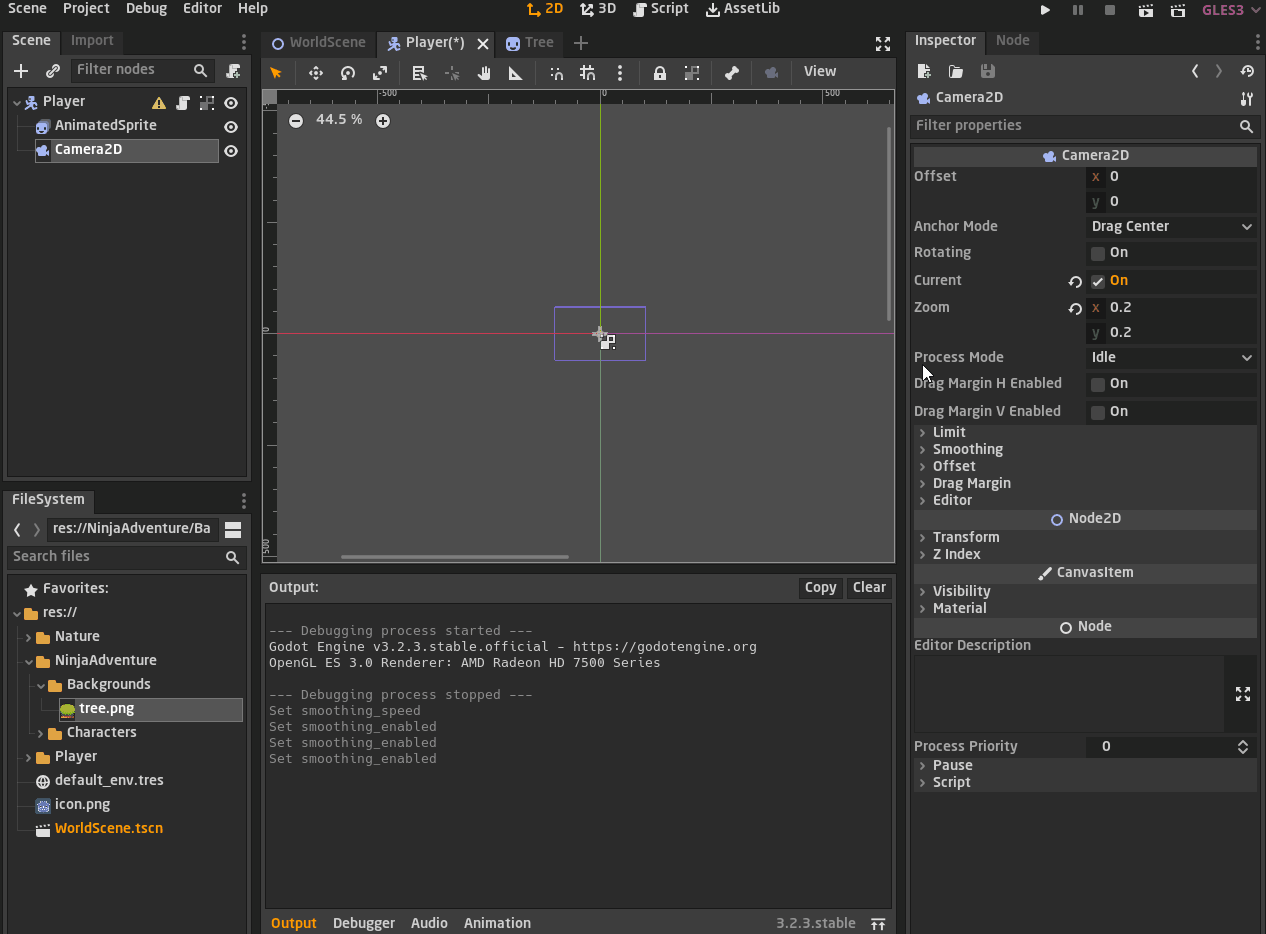 Scene Project Debug Editor Help 2D 3D Script AssetLib GLES3
Scene Import
Filter nodes
Player
AnimatedSprite
Camera2D
FileSystem
res://NinjaAdventure/Ba
Search files
Favorites:
res://
Nature
NinjaAdventure
Backgrounds
tree.png
Characters
Player
default_env.tres
icon.png
WorldScene.tscn
WorldScene Player(*) Tree
View
-500 0 500
44.5 %
0
500
Output: Copy Clear
--- Debugging process started ---
Godot Engine v3.2.3.stable.official - https://godotengine.org
OpenGL ES 3.0 Renderer: AMD Radeon HD 7500 Series
--- Debugging process stopped ---
Set smoothing_speed
Set smoothing_enabled
Set smoothing_enabled
Set smoothing_enabled
Output Debugger Audio Animation 3.2.3.stable
Inspector Node
Camera2D
Filter properties
Camera2D
Offset x 0
y 0
Anchor Mode Drag Center
Rotating On
Current On
Zoom x 0.2
y 0.2
Process Mode Idle
Drag Margin H Enabled On
Drag Margin V Enabled On
Limit
Smoothing
Offset
Drag Margin
Editor
Node2D
Transform
Z Index
CanvasItem
Visibility
Material
Node
Editor Description
Process Priority 0
Pause
Script